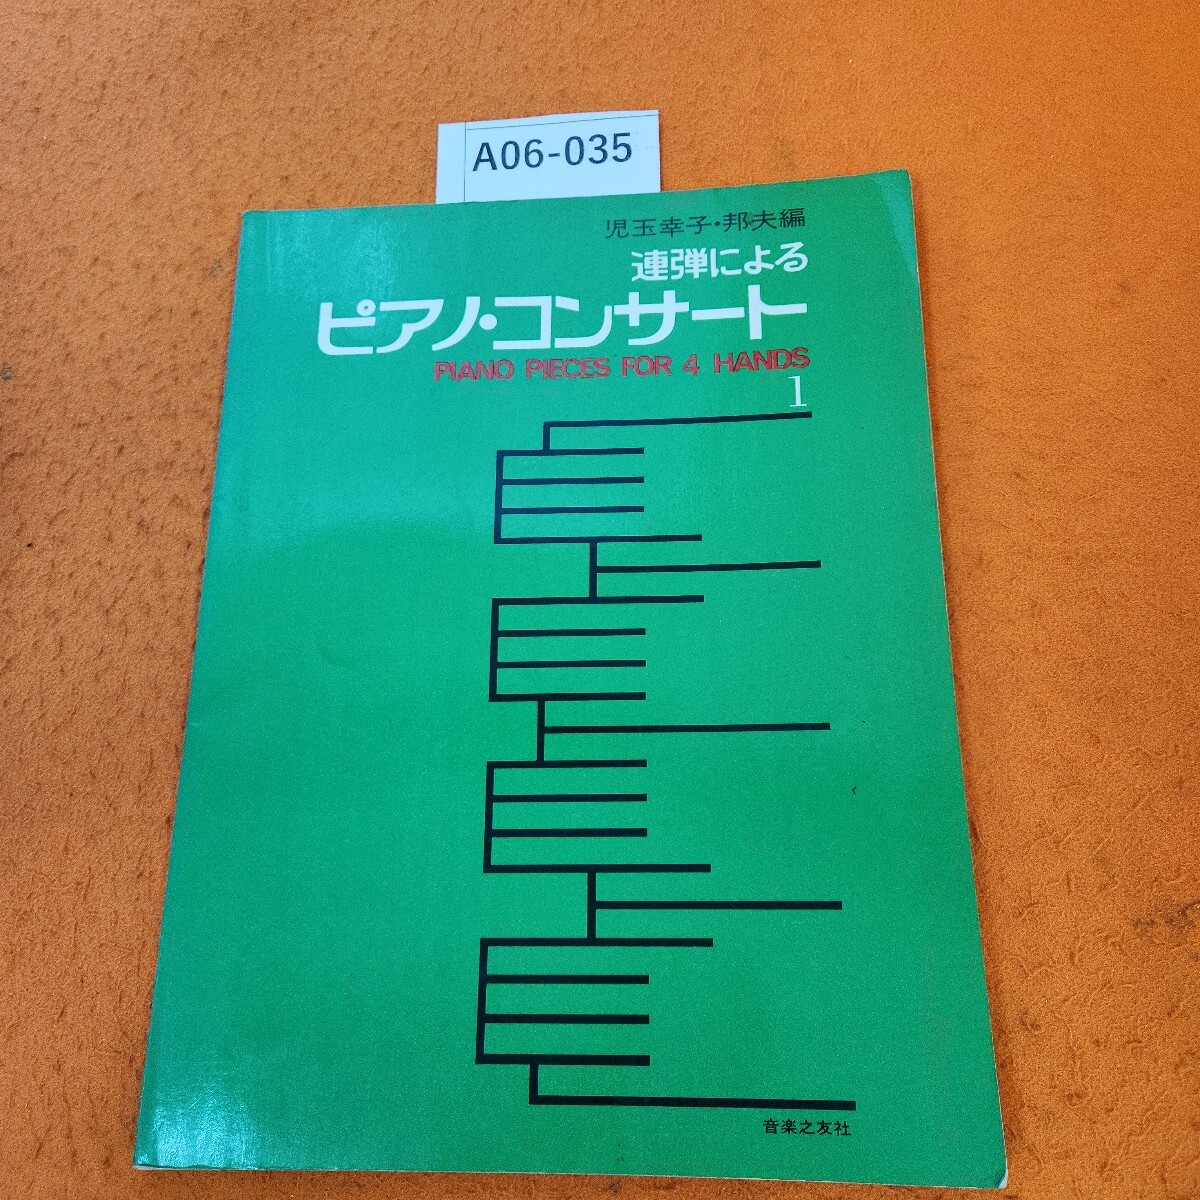 A06-035
児玉幸子・邦夫編
連弾による
ピアノ・コンサート
PIANO PIECES FOR 4 HANDS
1
音楽之友社